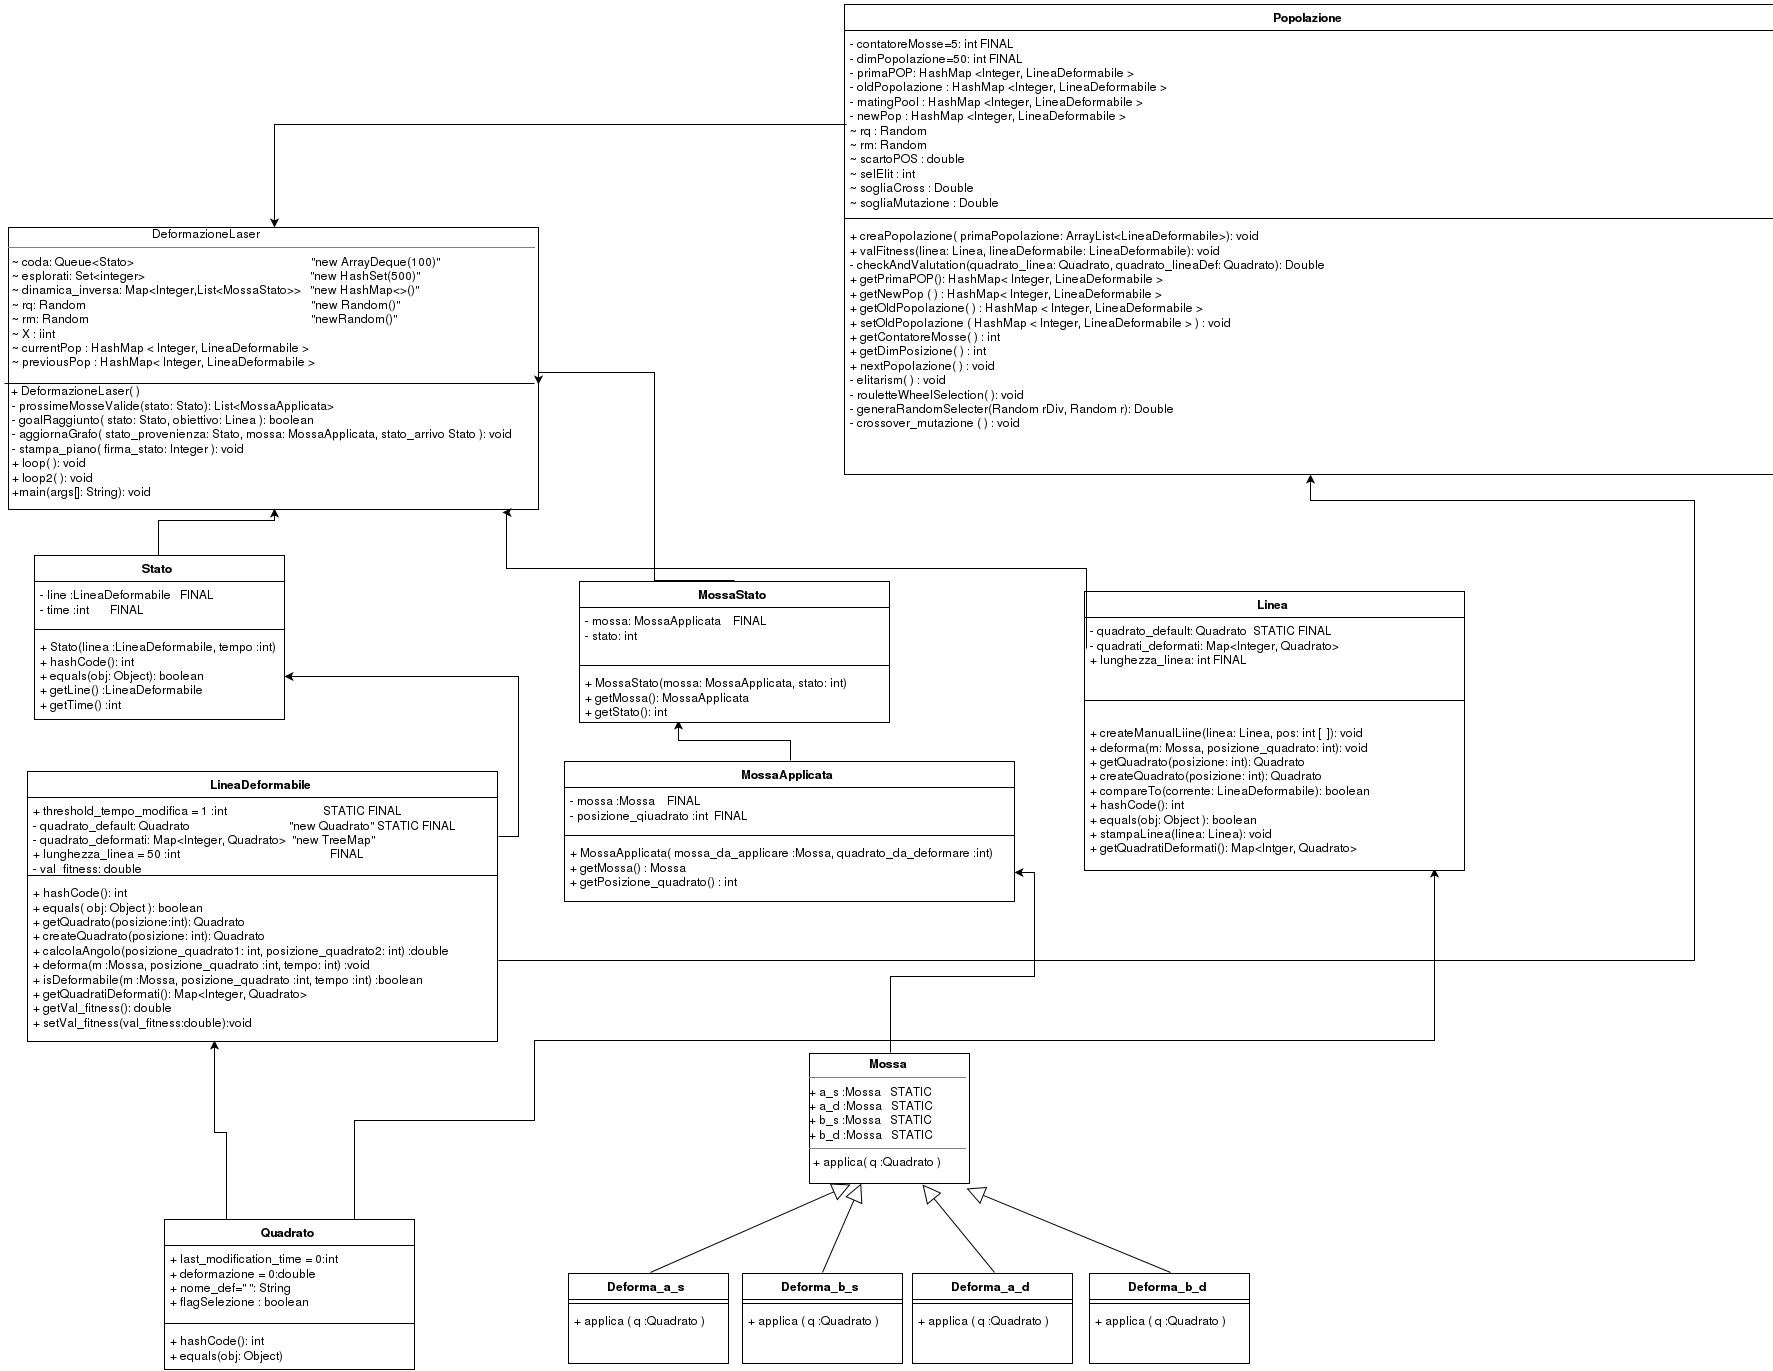 Popolazione
- contatoreMosse=5: int FINAL
- dimPopolazione=50: int FINAL
- primaPOP: HashMap <Integer, LineaDeformabile >
- oldPopolazione : HashMap <Integer, LineaDeformabile >
- matingPool : HashMap <Integer, LineaDeformabile >
- newPop : HashMap <Integer, LineaDeformabile >
~ rq : Random
~ rm: Random
~ scartoPOS : double
~ selElit : int
~ sogliaCross : Double
~ sogliaMutazione : Double
+ creaPopolazione( primaPopolazione: ArrayList<LineaDeformabile>): void
+ valFitness(linea: Linea, lineaDeformabile: LineaDeformabile): void
- checkAndValutation(quadrato_linea: Quadrato, quadrato_lineaDef: Quadrato): Double
+ getPrimaPOP(): HashMap< Integer, LineaDeformabile >
+ getNewPop ( ) : HashMap< Integer, LineaDeformabile >
+ getOldPopolazione( ) : HashMap < Integer, LineaDeformabile >
+ setOldPopolazione ( HashMap < Integer, LineaDeformabile > ) : void
+ getContatoreMosse( ) : int
+ getDimPosizione( ) : int
+ nextPopolazione( ) : void
- elitarism( ) : void
- rouletteWheelSelection( ): void
- generaRandomSelecter(Random rDiv, Random r): Double
- crossover_mutazione ( ) : void
DeformazioneLaser
~ coda: Queue<Stato> "new ArrayDeque(100)"
~ esplorati: Set<integer> "new HashSet(500)"
~ dinamica_inversa: Map<Integer,List<MossaStato>> "new HashMap<>()"
~ rq: Random "new Random()"
~ rm: Random "newRandom()"
~ X : iint
~ currentPop : HashMap < Integer, LineaDeformabile >
~ previousPop : HashMap< Integer, LineaDeformabile >
+ DeformazioneLaser( )
- prossimeMosseValide(stato: Stato): List<MossaApplicata>
- goalRaggiunto( stato: Stato, obiettivo: Linea ): boolean
- aggiornaGrafo( stato_provenienza: Stato, mossa: MossaApplicata, stato_arrivo Stato ): void
- stampa_piano( firma_stato: Integer ): void
+ loop( ): void
+ loop2( ): void
+main(args[]: String): void
Stato
- line :LineaDeformabile FINAL
- time :int FINAL
+ Stato(linea :LineaDeformabile, tempo :int)
+ hashCode(): int
+ equals(obj: Object): boolean
+ getLine() :LineaDeformabile
+ getTime() :int
MossaStato
- mossa: MossaApplicata FINAL
- stato: int
+ MossaStato(mossa: MossaApplicata, stato: int)
+ getMossa(): MossaApplicata
+ getStato(): int
Linea
- quadrato_default: Quadrato STATIC FINAL
- quadrati_deformati: Map<Integer, Quadrato>
+ lunghezza_linea: int FINAL
+ createManualLiine(linea: Linea, pos: int [ ]): void
+ deforma(m: Mossa, posizione_quadrato: int): void
+ getQuadrato(posizione: int): Quadrato
+ createQuadrato(posizione: int): Quadrato
+ compareTo(corrente: LineaDeformabile): boolean
+ hashCode(): int
+ equals(obj: Object ): boolean
+ stampaLinea(linea: Linea): void
+ getQuadratiDeformati(): Map<Intger, Quadrato>
LineaDeformabile
+ threshold_tempo_modifica = 1 :int STATIC FINAL
- quadrato_default: Quadrato "new Quadrato" STATIC FINAL
- quadrato_deformati: Map<Integer, Quadrato> "new TreeMap"
+ lunghezza_linea = 50 :int FINAL
- val_fitness: double
+ hashCode(): int
+ equals( obj: Object ): boolean
+ getQuadrato(posizione:int): Quadrato
+ createQuadrato(posizione: int): Quadrato
+ calcolaAngolo(posizione_quadrato1: int, posizione_quadrato2: int) :double
+ deforma(m :Mossa, posizione_quadrato :int, tempo: int) :void
+ isDeformabile(m :Mossa, posizione_quadrato :int, tempo :int) :boolean
+ getQuadratiDeformati(): Map<Integer, Quadrato>
+ getVal_fitness(): double
+ setVal_fitness(val_fitness:double):void
MossaApplicata
- mossa :Mossa FINAL
- posizione_qiuadrato :int FINAL
+ MossaApplicata( mossa_da_applicare :Mossa, quadrato_da_deformare :int)
+ getMossa() : Mossa
+ getPosizione_quadrato() : int
Mossa
+ a_s :Mossa STATIC
+ a_d :Mossa STATIC
+ b_s :Mossa STATIC
+ b_d :Mossa STATIC
+ applica( q :Quadrato )
Quadrato
+ last_modification_time = 0:int
+ deformazione = 0:double
+ nome_def=" ": String
+ flagSelezione : boolean
+ hashCode(): int
+ equals(obj: Object)
Deforma_a_s
+ applica ( q :Quadrato )
Deforma_b_s
+ applica ( q :Quadrato )
Deforma_a_d
+ applica ( q :Quadrato )
Deforma_b_d
+ applica ( q :Quadrato )